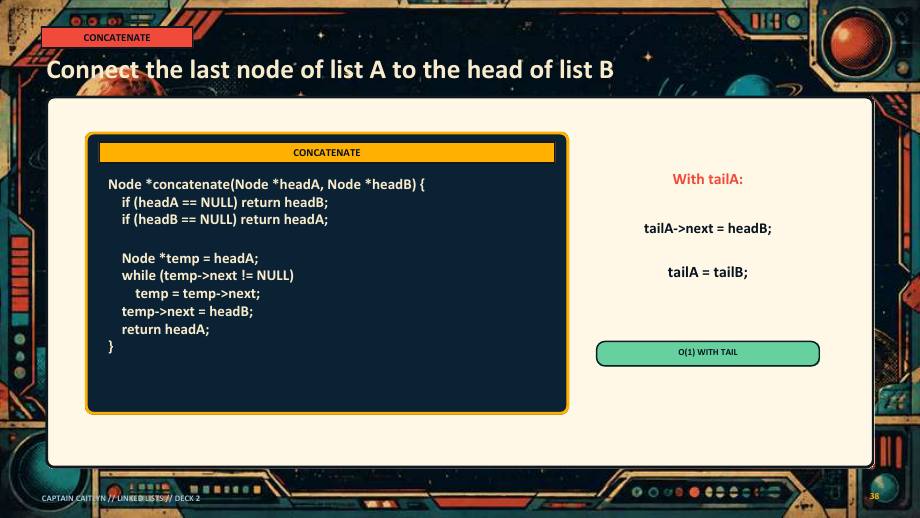 CONCATENATE
Connect the last node of list A to the head of list B
CONCATENATE
Node *concatenate(Node *headA, Node *headB) {
    if (headA == NULL) return headB;
    if (headB == NULL) return headA;

    Node *temp = headA;
    while (temp->next != NULL)
        temp = temp->next;
    temp->next = headB;
    return headA;
}
With tailA:
tailA->next = headB;
tailA = tailB;
O(1) WITH TAIL
CAPTAIN CAITLYN // LINKED LISTS // DECK 2
38